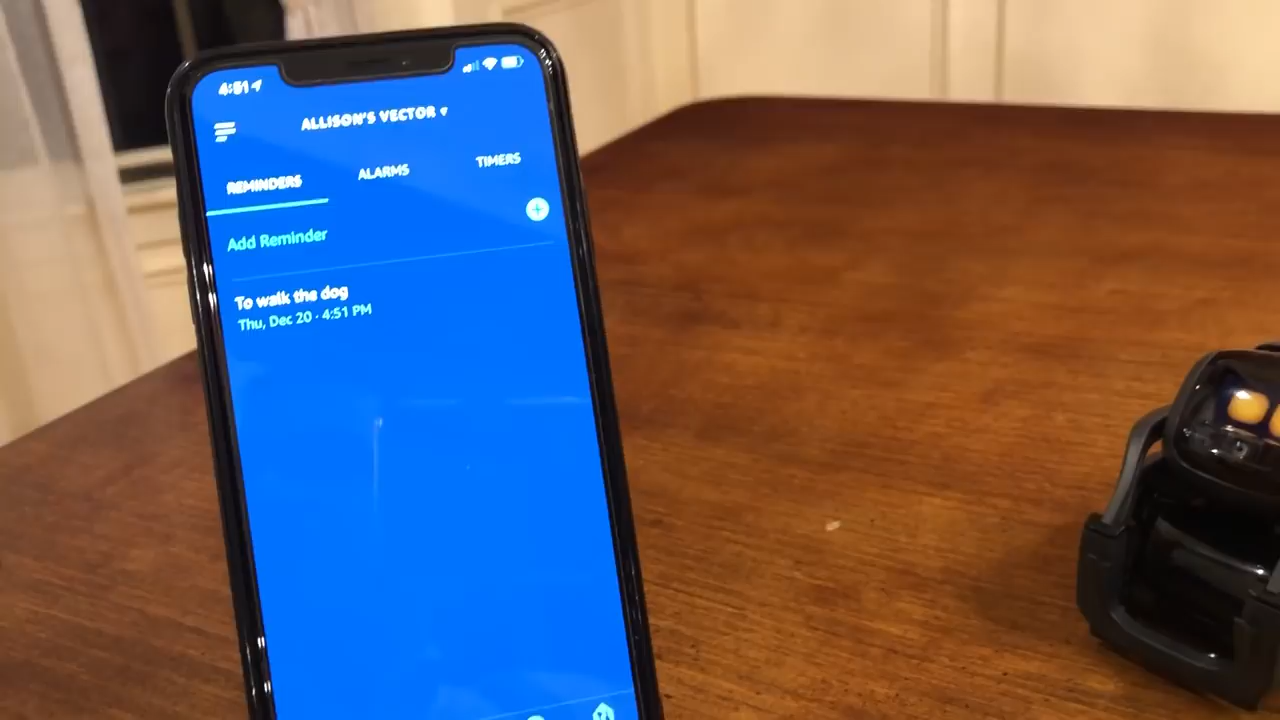 4:51
ALLISON'S VECTOR
REMINDERS
ALARMS
TIMERS
Add Reminder
To walk the dog
Thu, Dec 20 · 4:51 PM